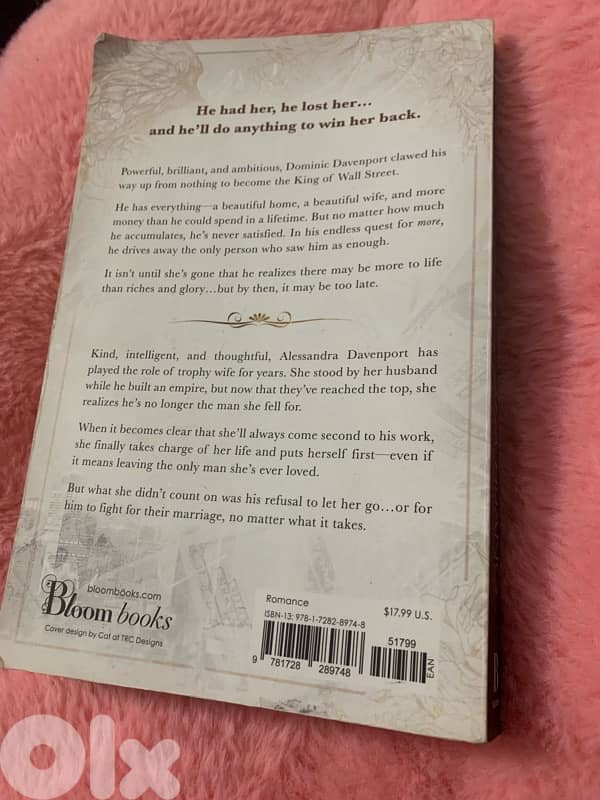 He had her, he lost her...
and he'll do anything to win her back.
Powerful, brilliant, and ambitious, Dominic Davenport clawed his
way up from nothing to become the King of Wall Street.
He has everything—a beautiful home, a beautiful wife, and more
money than he could spend in a lifetime. But no matter how much
he accumulates, he's never satisfied. In his endless quest for more,
he drives away the only person who saw him as enough.
It isn't until she's gone that he realizes there may be more to life
than riches and glory...but by then, it may be too late.
Kind, intelligent, and thoughtful, Alessandra Davenport has
played the role of trophy wife for years. She stood by her husband
while he built an empire, but now that they've reached the top, she
realizes he's no longer the man she fell for.
When it becomes clear that she'll always come second to his work,
she finally takes charge of her life and puts herself first—even if
it means leaving the only man she's ever loved.
But what she didn't count on was his refusal to let her go...or for
him to fight for their marriage, no matter what it takes.
bloombooks.com
Bloom books
Cover design by Cat at TRC Designs
Romance
$17.99 U.S.
ISBN-13: 978-1-7282-8974-8
51799
9 781728 289748
EAN
Olx